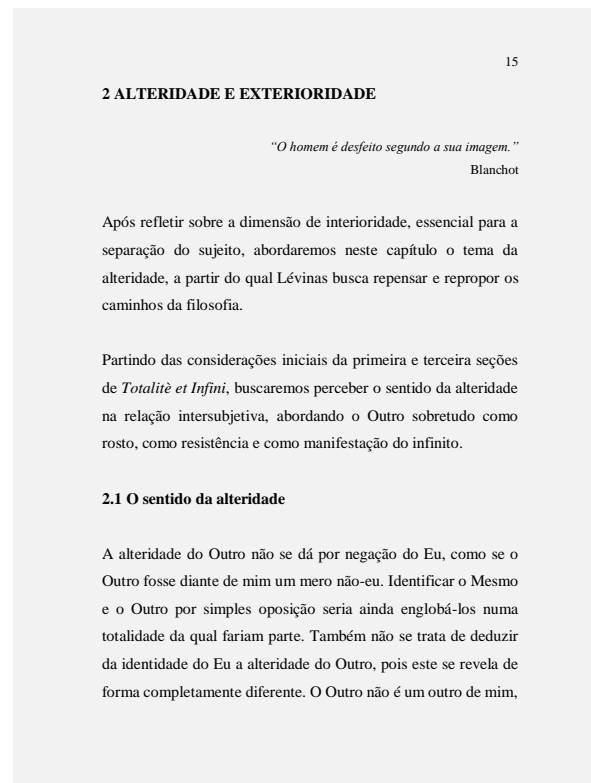 15
2 ALTERIDADE E EXTERIORIDADE
“O homem é desfeito segundo a sua imagem.”
Blanchot
Após refletir sobre a dimensão de interioridade, essencial para a
separação do sujeito, abordaremos neste capítulo o tema da
alteridade, a partir do qual Lévinas busca repensar e repropor os
caminhos da filosofia.
Partindo das considerações iniciais da primeira e terceira seções
de Totalitè et Infini, buscaremos perceber o sentido da alteridade
na relação intersubjetiva, abordando o Outro sobretudo como
rosto, como resistência e como manifestação do infinito.
2.1 O sentido da alteridade
A alteridade do Outro não se dá por negação do Eu, como se o
Outro fosse diante de mim um mero não-eu. Identificar o Mesmo
e o Outro por simples oposição seria ainda englobá-los numa
totalidade da qual fariam parte. Também não se trata de deduzir
da identidade do Eu a alteridade do Outro, pois este se revela de
forma completamente diferente. O Outro não é um outro de mim,